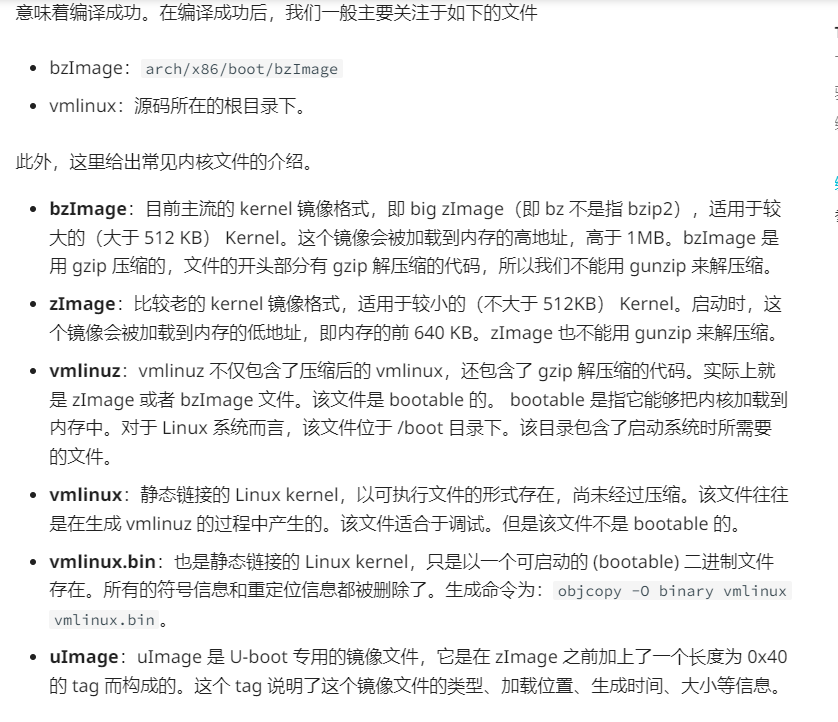 意味着编译成功。在编译成功后，我们一般主要关注于如下的文件
• bzImage：arch/x86/boot/bzImage
• vmlinux：源码所在的根目录下。
此外，这里给出常见内核文件的介绍。
• bzImage：目前主流的 kernel 镜像格式，即 big zImage（即 bz 不是指 bzip2），适用于较
大的（大于 512 KB） Kernel。这个镜像会被加载到内存的高地址，高于 1MB。bzImage 是
用 gzip 压缩的，文件的开头部分有 gzip 解压缩的代码，所以我们不能用 gunzip 来解压缩。
• zImage：比较老的 kernel 镜像格式，适用于较小的（不大于 512KB） Kernel。启动时，这
个镜像会被加载到内存的低地址，即内存的前 640 KB。zImage 也不能用 gunzip 来解压缩。
• vmlinuz：vmlinuz 不仅包含了压缩后的 vmlinux，还包含了 gzip 解压缩的代码。实际上就
是 zImage 或者 bzImage 文件。该文件是 bootable 的。 bootable 是指它能够把内核加载到
内存中。对于 Linux 系统而言，该文件位于 /boot 目录下。该目录包含了启动系统时所需要
的文件。
• vmlinux：静态链接的 Linux kernel，以可执行文件的形式存在，尚未经过压缩。该文件往往
是在生成 vmlinuz 的过程中产生的。该文件适合于调试。但是该文件不是 bootable 的。
• vmlinux.bin：也是静态链接的 Linux kernel，只是以一个可启动的 (bootable) 二进制文件
存在。所有的符号信息和重定位信息都被删除了。生成命令为：objcopy -O binary vmlinux
vmlinux.bin。
• uImage：uImage 是 U-boot 专用的镜像文件，它是在 zImage 之前加上了一个长度为 0x40
的 tag 而构成的。这个 tag 说明了这个镜像文件的类型、加载位置、生成时间、大小等信息。